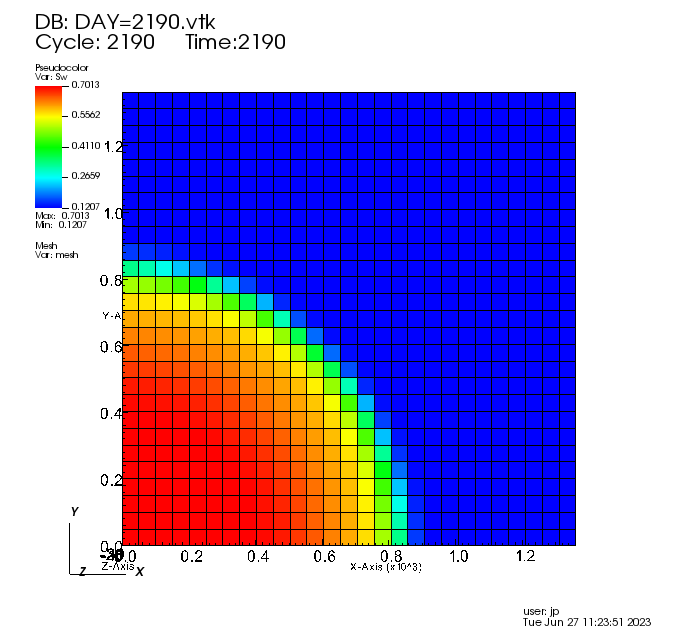 DB: DAY=2190.vtk
Cycle: 2190 Time:2190
Pseudocolor
Var: Sw
0.7013
0.5562
0.4110
0.2659
0.1207
Max: 0.7013
Min: 0.1207
Mesh
Var: mesh
1.2
1.0
0.8
Y-A
0.6
0.4
0.2
0.0
0.0 0.2 0.4 0.6 0.8 1.0 1.2
Z-Axis
X-Axis (x10^3)
Y
Z X
user: jp
Tue Jun 27 11:23:51 2023